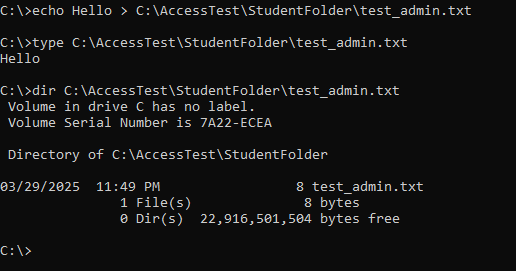 C:\>echo Hello > C:\AccessTest\StudentFolder\test_admin.txt
C:\>type C:\AccessTest\StudentFolder\test_admin.txt
Hello
C:\>dir C:\AccessTest\StudentFolder\test_admin.txt
 Volume in drive C has no label.
 Volume Serial Number is 7A22-ECEA
 Directory of C:\AccessTest\StudentFolder
03/29/2025  11:49 PM                 8 test_admin.txt
               1 File(s)              8 bytes
               0 Dir(s)  22,916,501,504 bytes free
C:\>